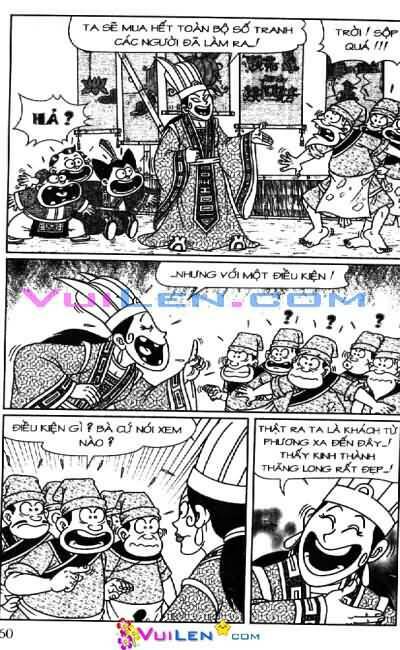 TA SẼ MUA HẾT TOÀN BỘ SỐ TRANH
CÁC NGƯỜI ĐÃ LÀM RA...!
TRỜI! SỘP
QUÁ!!!
HẢ?
...NHƯNG VỚI MỘT ĐIỀU KIỆN!
VUILEN.COM
? ? ? ?
ĐIỀU KIỆN GÌ? BÀ CỨ NÓI XEM
NÀO?
THẬT RA TA LÀ KHÁCH TỪ
PHƯƠNG XA ĐẾN ĐÂY...!
THẤY KINH THÀNH
THĂNG LONG RẤT ĐẸP...!
60
VUILEN.COM